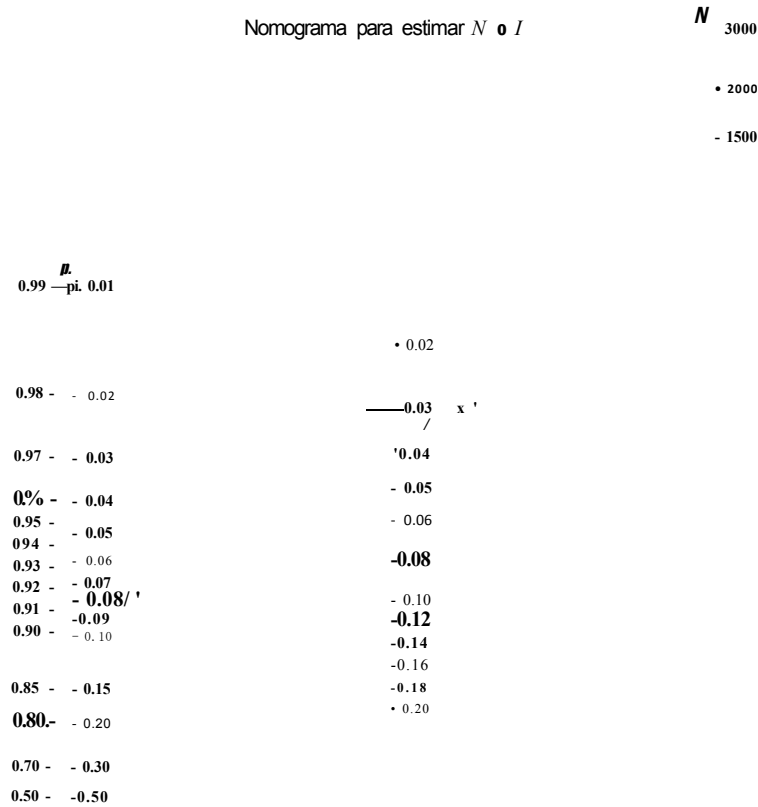 Nomograma para estimar N o I
N
3000
• 2000
- 1500
p.
0.99 —pi. 0.01
• 0.02
0.98 - - 0.02
——0.03 x '
/
0.97 - - 0.03 '0.04
0.% - - 0.04 - 0.05
0.95 - - 0.05 - 0.06
094 -
0.93 - - 0.06 -0.08
0.92 - - 0.07
0.91 - - 0.08/ ' - 0.10
-0.09 -0.12
0.90 - - 0.10 -0.14
-0.16
0.85 - - 0.15 -0.18
0.80.- - 0.20 • 0.20
0.70 - - 0.30
0.50 - -0.50